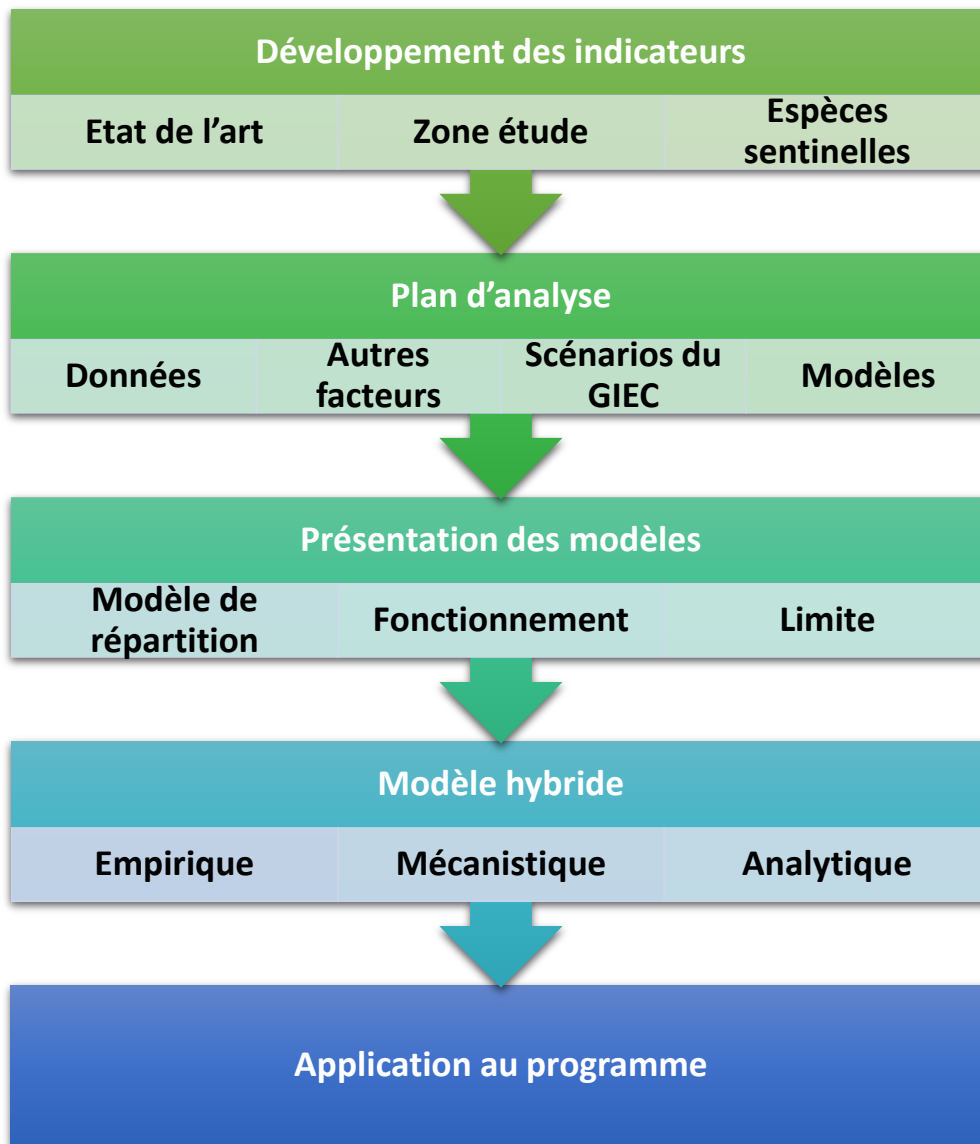 Développement des indicateurs
Etat de l’art
Zone étude
Espèces
sentinelles
Plan d’analyse
Données
Autres
facteurs
Scénarios du
GIEC
Modèles
Présentation des modèles
Modèle de
répartition
Fonctionnement
Limite
Modèle hybride
Empirique
Mécanistique
Analytique
Application au programme